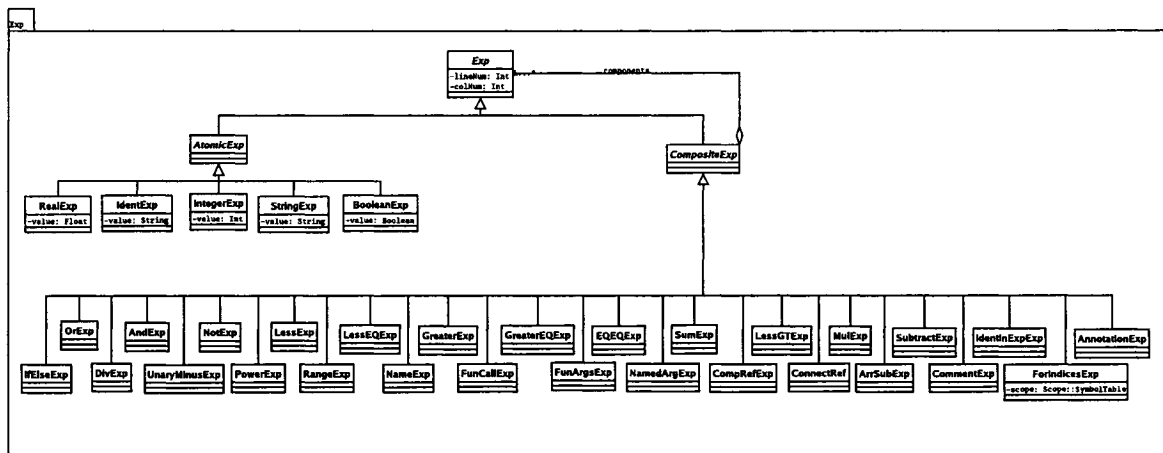 Exp
Exp
-lineNum: Int
-colNum: Int
components
AtomicExp
CompositeExp
RealExp
-value: Float
IdentExp
-value: String
IntegerExp
-value: Int
StringExp
-value: String
BooleanExp
-value: Boolean
OrExp
AndExp
NotExp
LessExp
LessEQExp
GreaterExp
GreaterEQExp
EQEQExp
SumExp
LessGTExp
MulExp
SubtractExp
IdentInExpExp
AnnotationExp
IfElseExp
DivExp
UnaryMinusExp
PowerExp
RangeExp
NameExp
FunCallExp
FunArgsExp
NamedArgExp
CompRefExp
ConnectRef
ArrSubExp
CommentExp
ForIndicesExp
-scope: Scope::SymbolTable